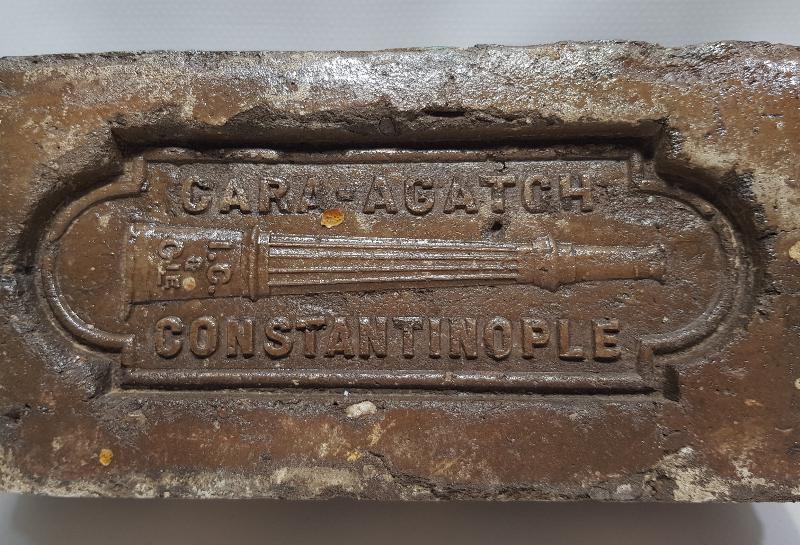 CARA-AGATCH
I.C.
& CIE
CONSTANTINOPLE